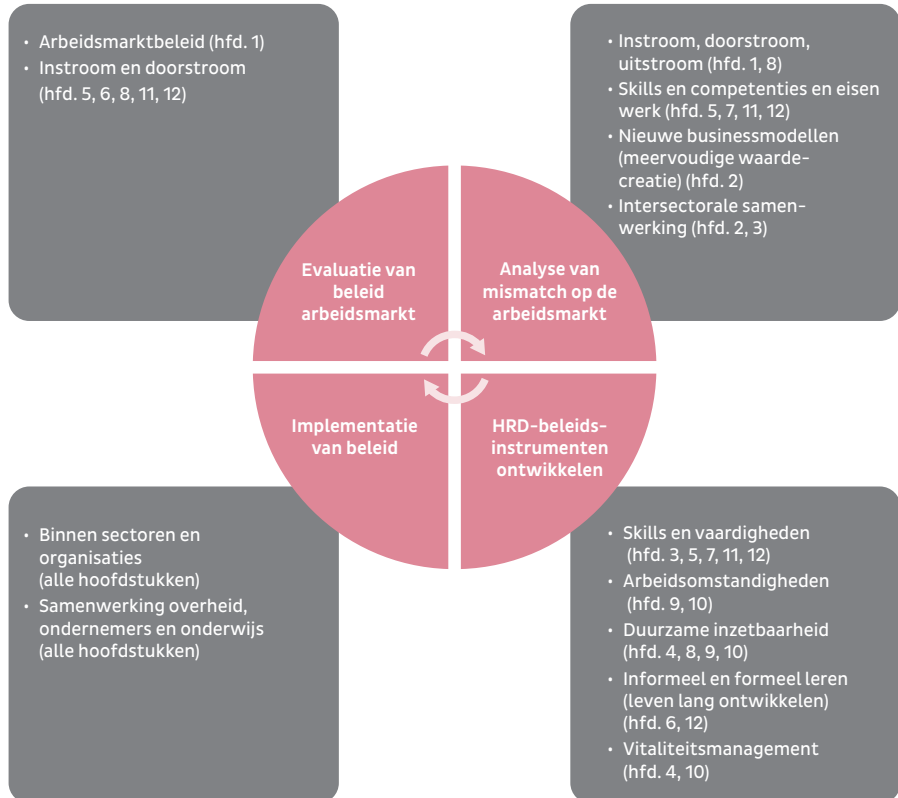 • Arbeidsmarktbeleid (hfd. 1)
• Instroom en doorstroom
(hfd. 5, 6, 8, 11, 12)
• Instroom, doorstroom,
uitstroom (hfd. 1, 8)
• Skills en competenties en eisen
werk (hfd. 5, 7, 11, 12)
• Nieuwe businessmodellen
(meervoudige waarde-
creatie) (hfd. 2)
• Intersectorale samen-
werking (hfd. 2, 3)
Evaluatie van
beleid
arbeidsmarkt
Analyse van
mismatch op de
arbeidsmarkt
Implementatie
van beleid
HRD-beleids-
instrumenten
ontwikkelen
• Binnen sectoren en
organisaties
(alle hoofdstukken)
• Samenwerking overheid,
ondernemers en onderwijs
(alle hoofdstukken)
• Skills en vaardigheden
(hfd. 3, 5, 7, 11, 12)
• Arbeidsomstandigheden
(hfd. 9, 10)
• Duurzame inzetbaarheid
(hfd. 4, 8, 9, 10)
• Informeel en formeel leren
(leven lang ontwikkelen)
(hfd. 6, 12)
• Vitaliteitsmanagement
(hfd. 4, 10)